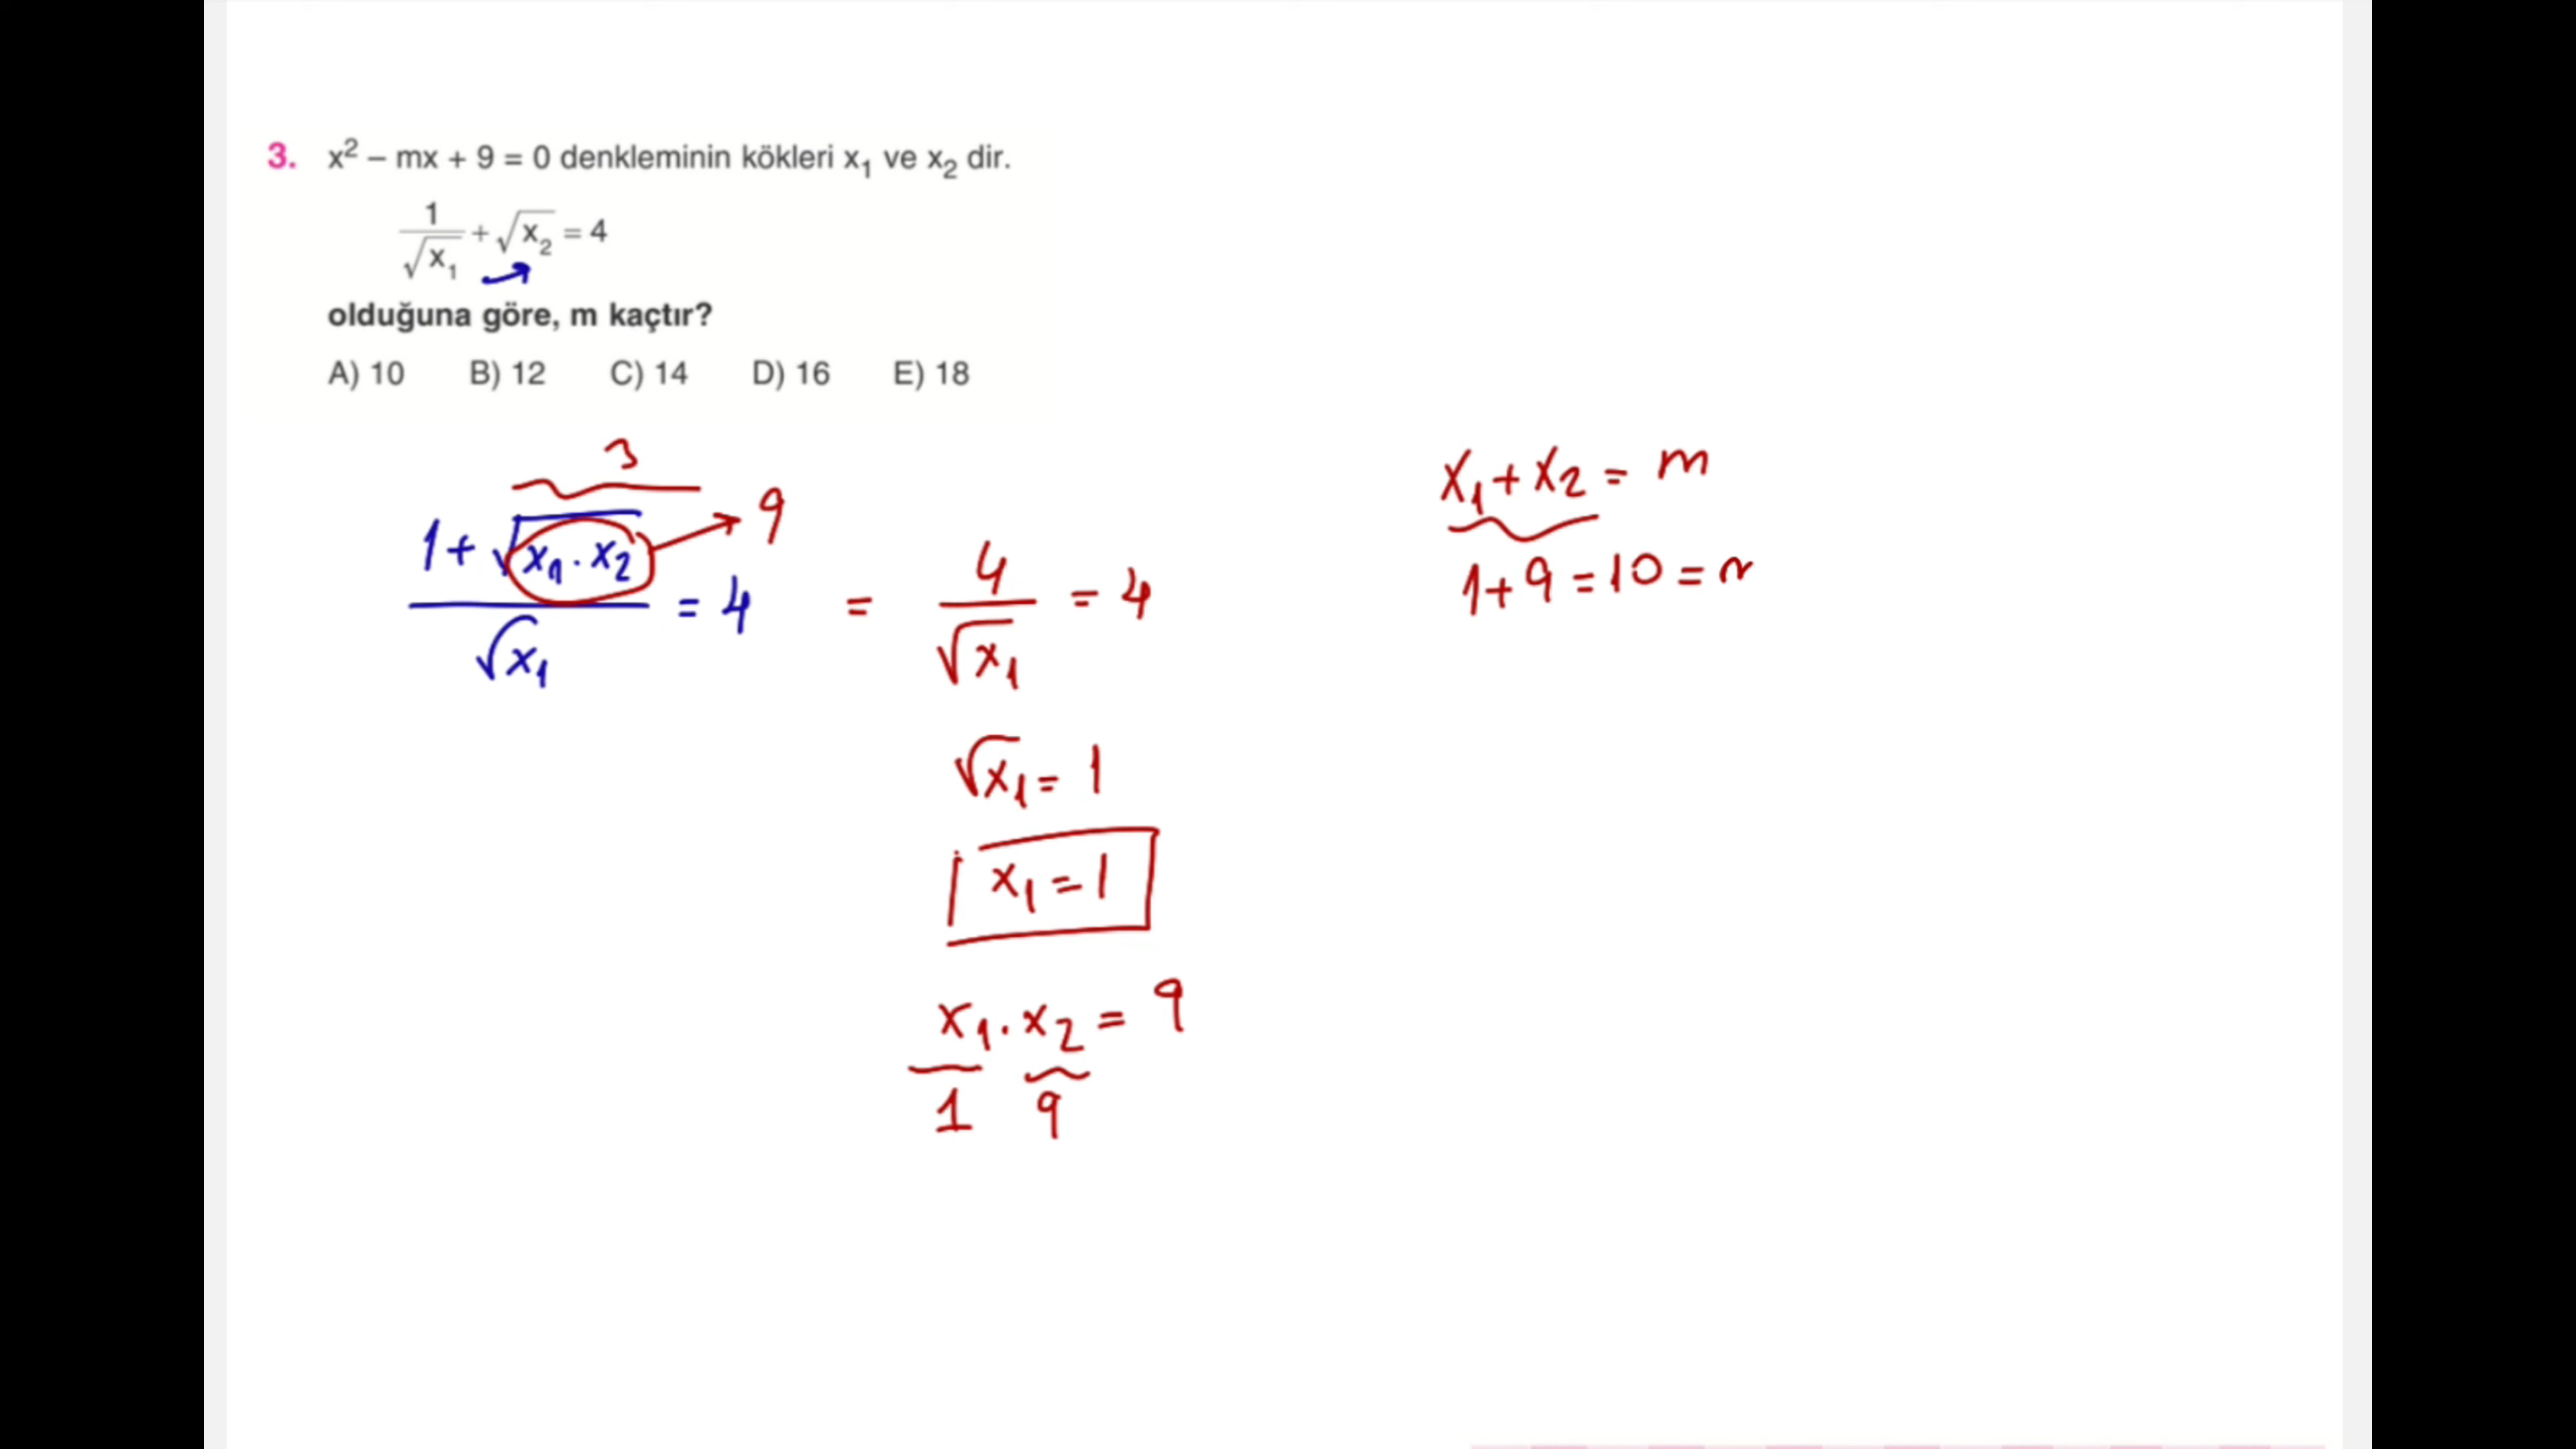 3. x² – mx + 9 = 0 denkleminin kökleri x₁ ve x₂ dir.
1/√x₁ + √x₂ = 4
olduğuna göre, m kaçtır?
A) 10 B) 12 C) 14 D) 16 E) 18
3
(1 + √(x₁ . x₂))/√x₁ = 4 = 4/√x₁ = 4
9
√x₁ = 1
x₁ = 1
x₁ . x₂ = 9
1 9
x₁ + x₂ = m
1 + 9 = 10 =